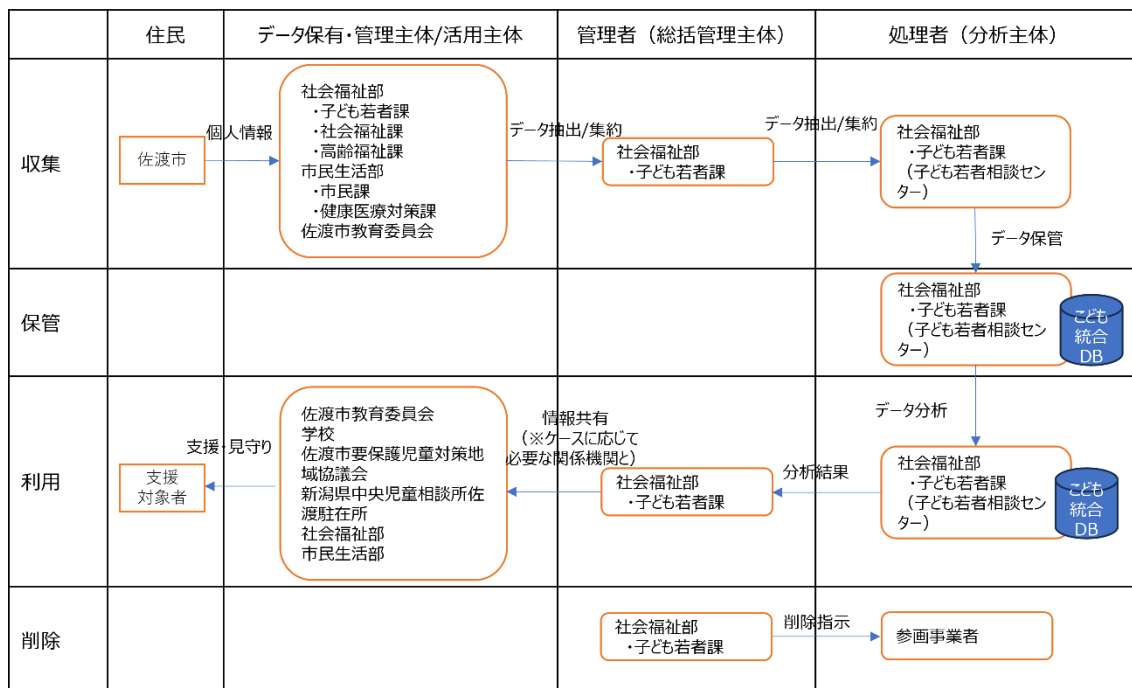 住民
データ保有・管理主体/活用主体
管理者（総括管理主体）
処理者（分析主体）
収集
佐渡市
個人情報
社会福祉部
・子ども若者課
・社会福祉課
・高齢福祉課
市民生活部
・市民課
・健康医療対策課
佐渡市教育委員会
データ抽出/集約
社会福祉部
・子ども若者課
データ抽出/集約
社会福祉部
・子ども若者課
（子ども若者相談セン
ター）
データ保管
保管
社会福祉部
・子ども若者課
（子ども若者相談セン
ター）
こども
統合
DB
データ分析
利用
支援
対象者
支援・見守り
佐渡市教育委員会
学校
佐渡市要保護児童対策地
域協議会
新潟県中央児童相談所佐
渡駐在所
社会福祉部
市民生活部
情報共有
（※ケースに応じて
必要な関係機関と）
社会福祉部
・子ども若者課
分析結果
社会福祉部
・子ども若者課
（子ども若者相談セン
ター）
こども
統合
DB
削除
社会福祉部
・子ども若者課
削除指示
参画事業者